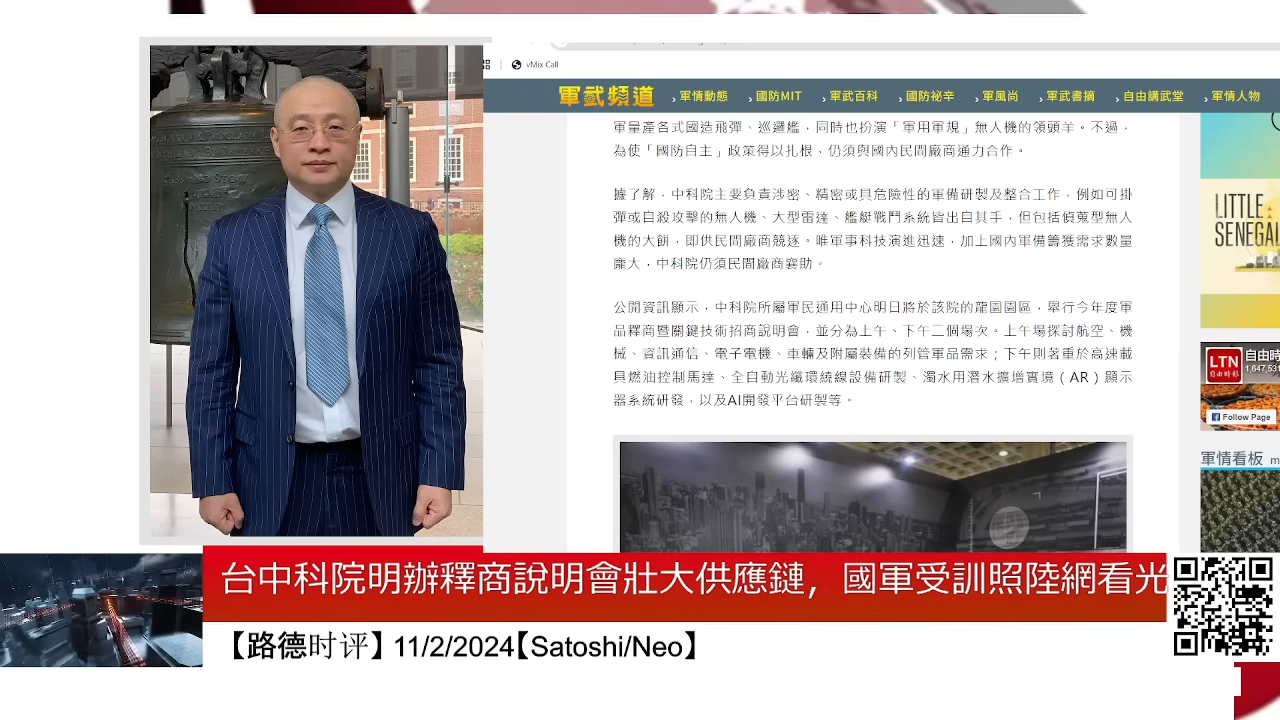 vMix Call
軍武頻道
軍情動態
國防MIT
軍武百科
國防祕辛
軍風尚
軍武書摘
自由講武堂
軍情人物
軍量產各式國造飛彈、巡邏艦，同時也扮演「軍用軍規」無人機的領頭羊。不過，
為使「國防自主」政策得以扎根，仍須與國內民間廠商通力合作。
據了解，中科院主要負責涉密、精密或具危險性的軍備研製及整合工作，例如可掛
彈或自殺攻擊的無人機、大型雷達、艦艇戰鬥系統皆出自其手，但包括偵蒐型無人
機的大餅，即供民間廠商競逐。唯軍事科技演進迅速，加上國內軍備籌獲需求數量
龐大，中科院仍須民間廠商襄助。
公開資訊顯示，中科院所屬軍民通用中心明日將於該院的龍園園區，舉行今年度軍
品釋商暨關鍵技術招商說明會，並分為上午、下午二個場次。上午場探討航空、機
械、資訊通信、電子電機、車輛及附屬裝備的列管軍品需求；下午則著重於高速載
具燃油控制馬達、全自動光纖環繞線設備研製、濁水用潛水擴增實境（AR）顯示
器系統研發，以及AI開發平台研製等。
LITTLE
SENEGAL
LTN
自由時報
自由時
1,647,531
Follow Page
軍情看板
台中科院明辦釋商說明會壯大供應鏈，國軍受訓照陸網看光
【路德时评】11/2/2024【Satoshi/Neo】